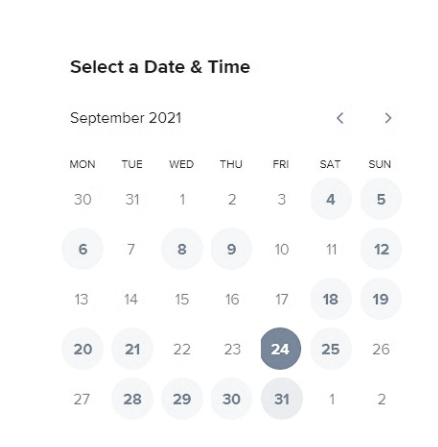 Select a Date & Time
September 2021
MON TUE WED THU FRI SAT SUN
30 31 1 2 3 4 5
6 7 8 9 10 11 12
13 14 15 16 17 18 19
20 21 22 23 24 25 26
27 28 29 30 31 1 2